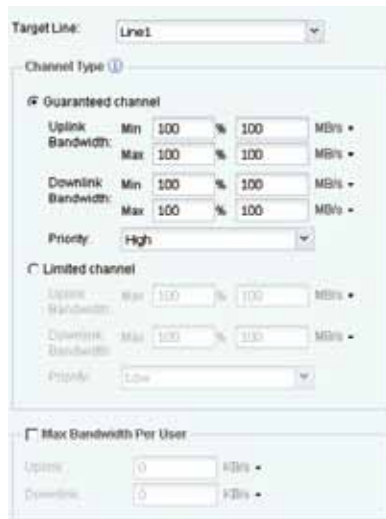 Target Line: Line1
Channel Type
Guaranteed channel
Uplink Bandwidth: Min 100 % 100 MB/s
Max 100 % 100 MB/s
Downlink Bandwidth: Min 100 % 100 MB/s
Max 100 % 100 MB/s
Priority: High
Limited channel
Uplink Bandwidth: Max 100 % 100 MB/s
Downlink Bandwidth: Max 100 % 100 MB/s
Priority: Low
Max Bandwidth Per User
Uplink: 0 KB/s
Downlink: 0 KB/s